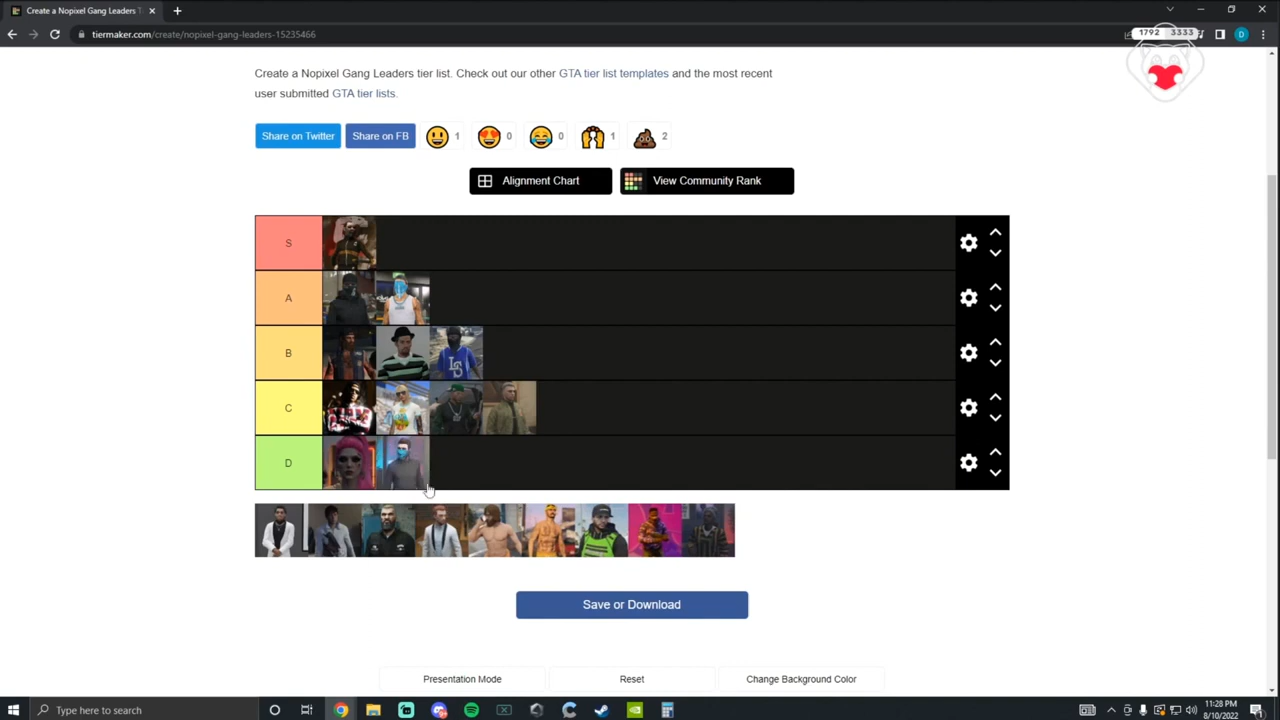 Create a Nopixel Gang Leaders T
tiermaker.com/create/nopixel-gang-leaders-15235466
1792 3333
D
Create a Nopixel Gang Leaders tier list. Check out our other GTA tier list templates and the most recent
user submitted GTA tier lists.
Share on Twitter Share on FB 1 0 0 1 2
Alignment Chart View Community Rank
S
A
B
LS
C
D
Save or Download
Presentation Mode Reset Change Background Color
Type here to search
11:28 PM
8/10/2022